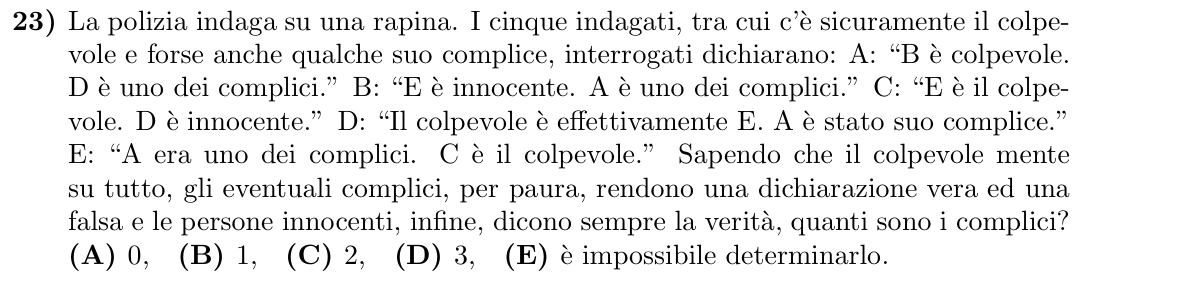 23) La polizia indaga su una rapina. I cinque indagati, tra cui c'è sicuramente il colpe-
vole e forse anche qualche suo complice, interrogati dichiarano: A: “B è colpevole.
D è uno dei complici.” B: “E è innocente. A è uno dei complici.” C: “E è il colpe-
vole. D è innocente.” D: “Il colpevole è effettivamente E. A è stato suo complice.”
E: “A era uno dei complici. C è il colpevole.” Sapendo che il colpevole mente
su tutto, gli eventuali complici, per paura, rendono una dichiarazione vera ed una
falsa e le persone innocenti, infine, dicono sempre la verità, quanti sono i complici?
(A) 0, (B) 1, (C) 2, (D) 3, (E) è impossibile determinarlo.